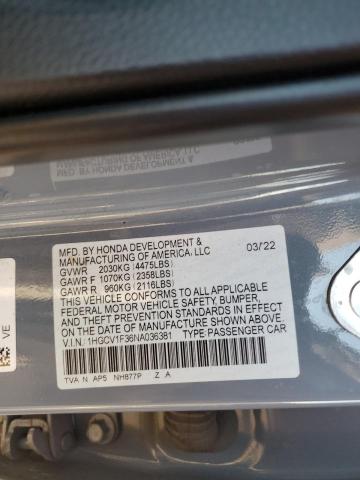 MFD. BY HONDA DEVELOPMENT &
MANUFACTURING OF AMERICA, LLC 03/22
GVWR 2030KG (4475LBS)
GAWR F 1070KG (2358LBS)
GAWR R 960KG (2116LBS)
THIS VEHICLE CONFORMS TO ALL APPLICABLE
FEDERAL MOTOR VEHICLE SAFETY, BUMPER,
AND THEFT PREVENTION STANDARDS IN EFFECT
ON THE DATE OF MANUFACTURE SHOWN ABOVE.
V.I.N.: 1HGCV1F36NA036381 TYPE: PASSENGER CAR
TVA N AP5 NH877P Z A
VE